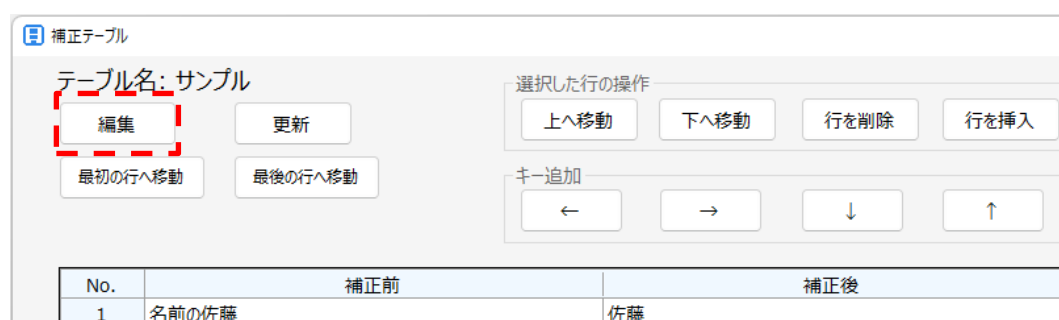 補正テーブル
テーブル名: サンプル
選択した行の操作
編集
更新
上へ移動
下へ移動
行を削除
行を挿入
最初の行へ移動
最後の行へ移動
キー追加
← → ↓ ↑
No. 補正前 補正後
1 名前の佐藤 佐藤